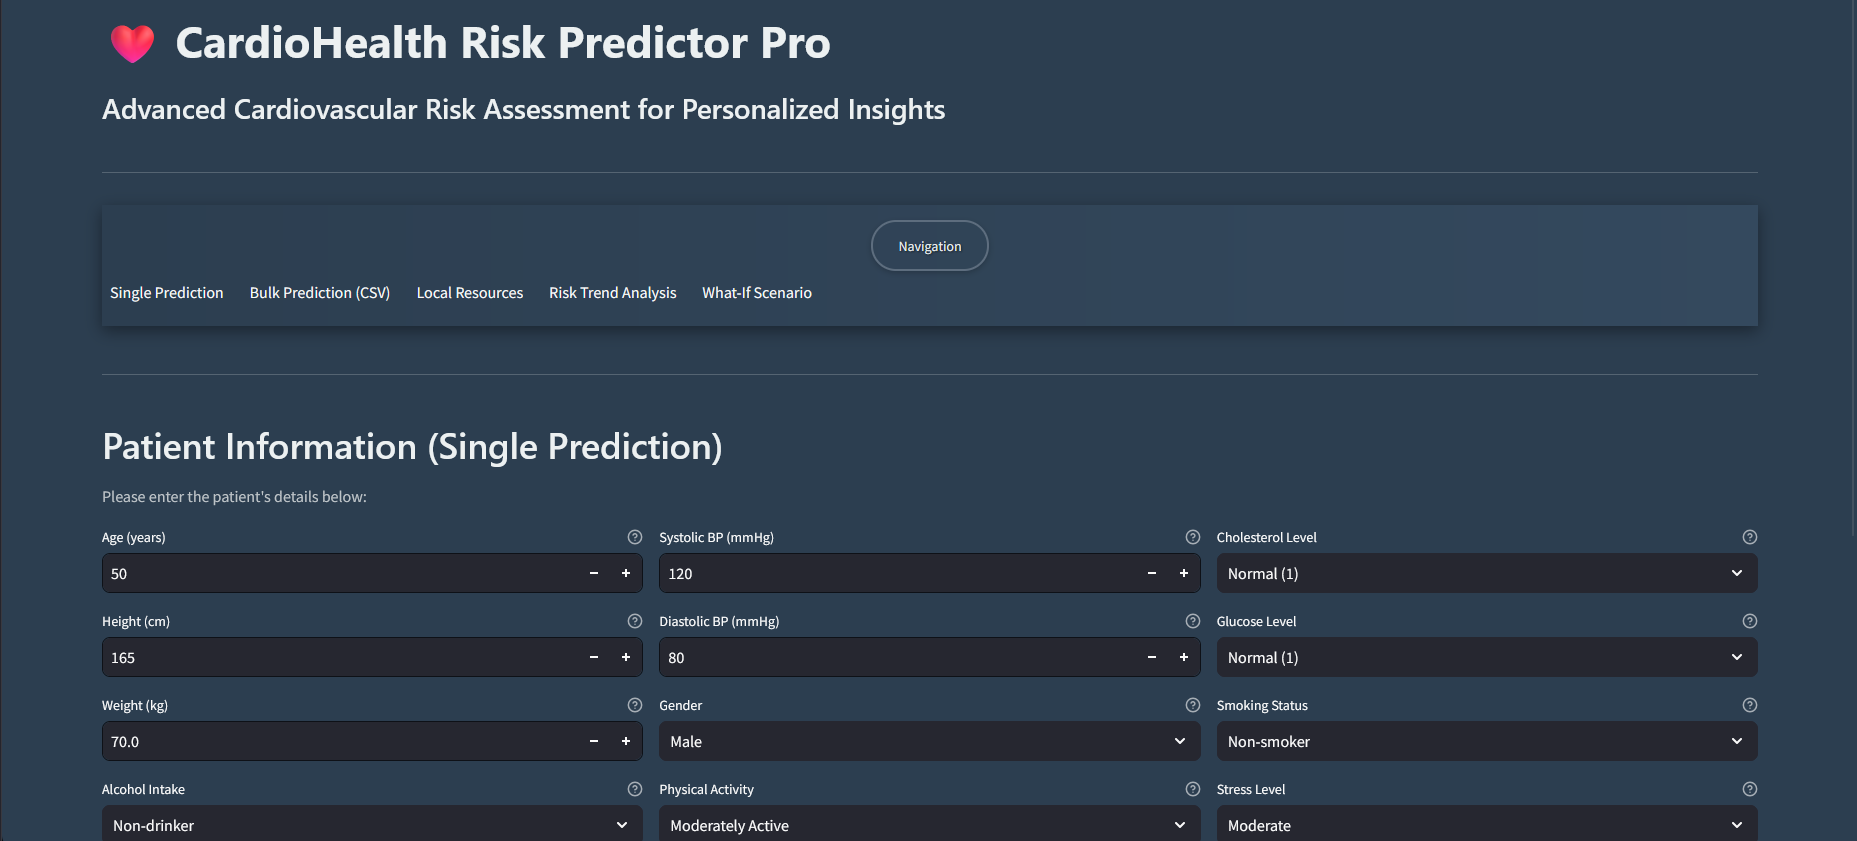 CardioHealth Risk Predictor Pro
Advanced Cardiovascular Risk Assessment for Personalized Insights
Navigation
Single Prediction Bulk Prediction (CSV) Local Resources Risk Trend Analysis What-If Scenario
Patient Information (Single Prediction)
Please enter the patient's details below:
Age (years) Systolic BP (mmHg) Cholesterol Level
50 120 Normal (1)
Height (cm) Diastolic BP (mmHg) Glucose Level
165 80 Normal (1)
Weight (kg) Gender Smoking Status
70.0 Male Non-smoker
Alcohol Intake Physical Activity Stress Level
Non-drinker Moderately Active Moderate